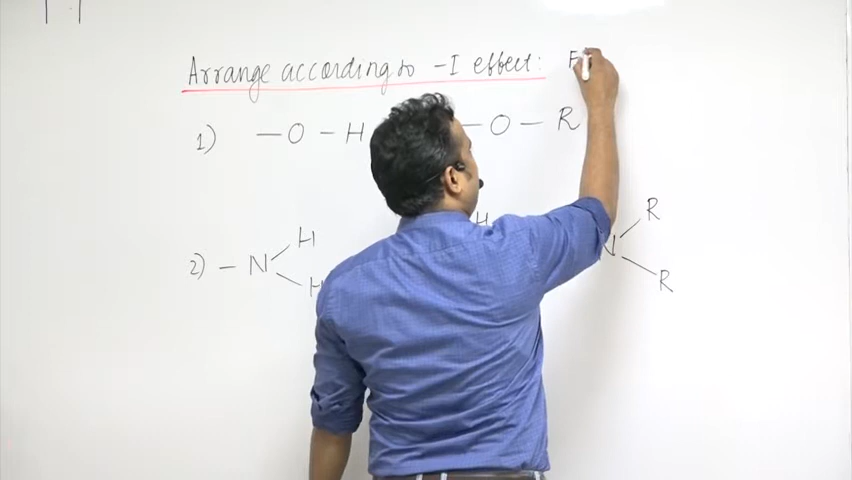 Arrange according to -I effect: F
1) -O-H -O-R
2) -N H H H N R R